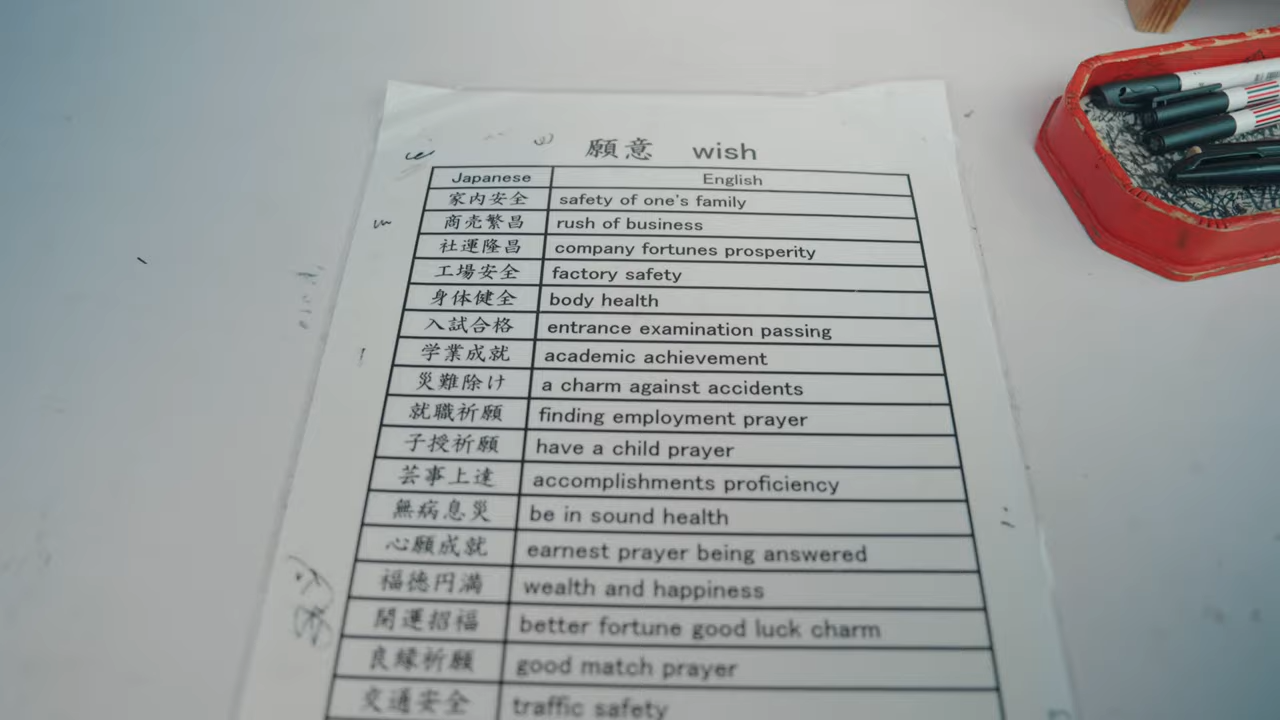 願意 wish
Japanese English
家内安全 safety of one's family
商売繁昌 rush of business
社運隆昌 company fortunes prosperity
工場安全 factory safety
身体健全 body health
入試合格 entrance examination passing
学業成就 academic achievement
災難除け a charm against accidents
就職祈願 finding employment prayer
子授祈願 have a child prayer
芸事上達 accomplishments proficiency
無病息災 be in sound health
心願成就 earnest prayer being answered
福徳円満 wealth and happiness
開運招福 better fortune good luck charm
良縁祈願 good match prayer
交通安全 traffic safety